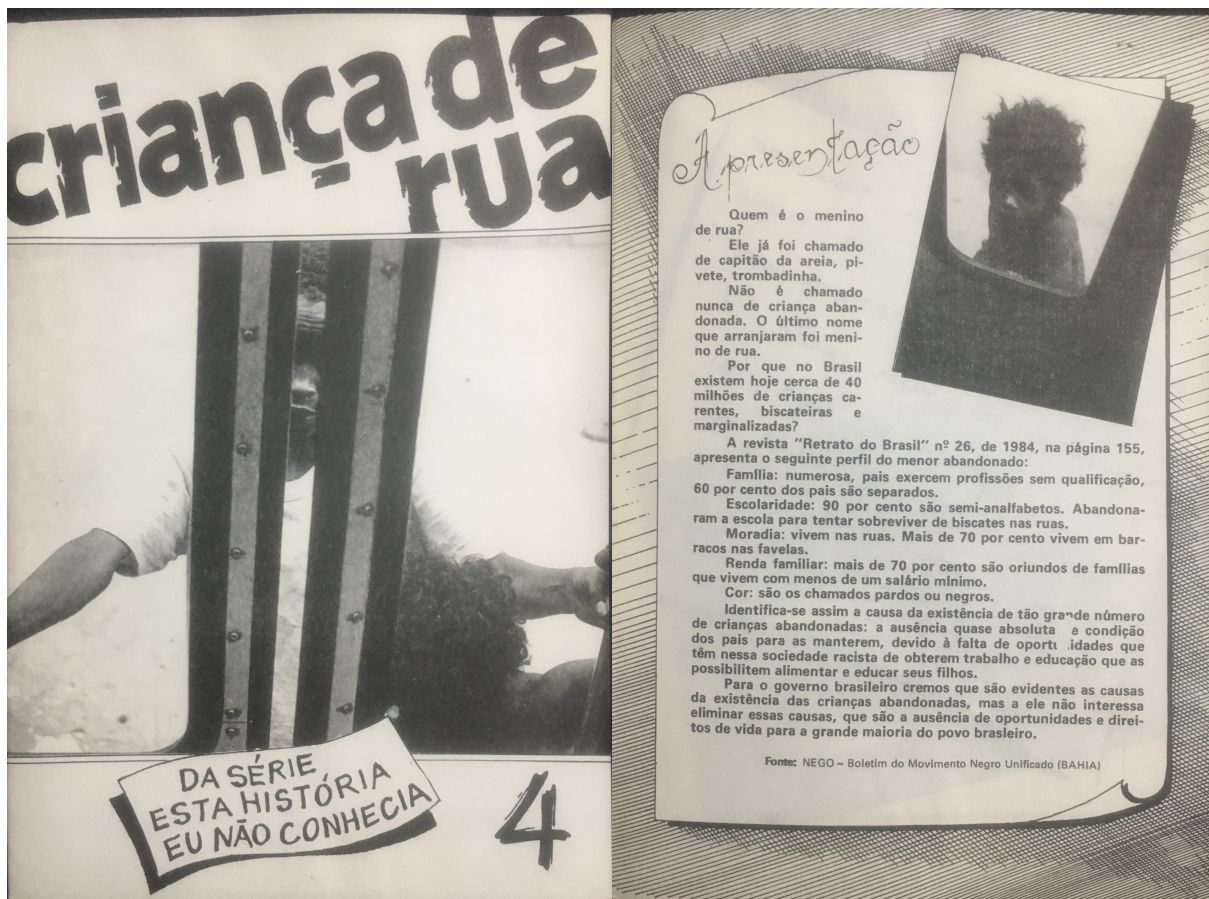 criança de
rua
DA SÉRIE
ESTA HISTÓRIA
EU NÃO CONHECIA
4
Apresentação
Quem é o menino
de rua?
Ele já foi chamado
de capitão da areia, pi-
vete, trombadinha.
Não é chamado
nunca de criança aban-
donada. O último nome
que arranjaram foi meni-
no de rua.
Por que no Brasil
existem hoje cerca de 40
milhões de crianças ca-
rentes, biscateiras e
marginalizadas?
A revista "Retrato do Brasil" nº 26, de 1984, na página 155,
apresenta o seguinte perfil do menor abandonado:
Família: numerosa, pais exercem profissões sem qualificação,
60 por cento dos pais são separados.
Escolaridade: 90 por cento são semi-analfabetos. Abandona-
ram a escola para tentar sobreviver de biscates nas ruas.
Moradia: vivem nas ruas. Mais de 70 por cento vivem em bar-
racos nas favelas.
Renda familiar: mais de 70 por cento são oriundos de famílias
que vivem com menos de um salário mínimo.
Cor: são os chamados pardos ou negros.
Identifica-se assim a causa da existência de tão grande número
de crianças abandonadas: a ausência quase absoluta e condição
dos pais para as manterem, devido à falta de oport idades que
têm nessa sociedade racista de obterem trabalho e educação que as
possibilitem alimentar e educar seus filhos.
Para o governo brasileiro cremos que são evidentes as causas
da existência das crianças abandonadas, mas a ele não interessa
eliminar essas causas, que são a ausência de oportunidades e direi-
tos de vida para a grande maioria do povo brasleiro.
Fonte: NEGO – Boletim do Movimento Negro Unificado (BAHIA)